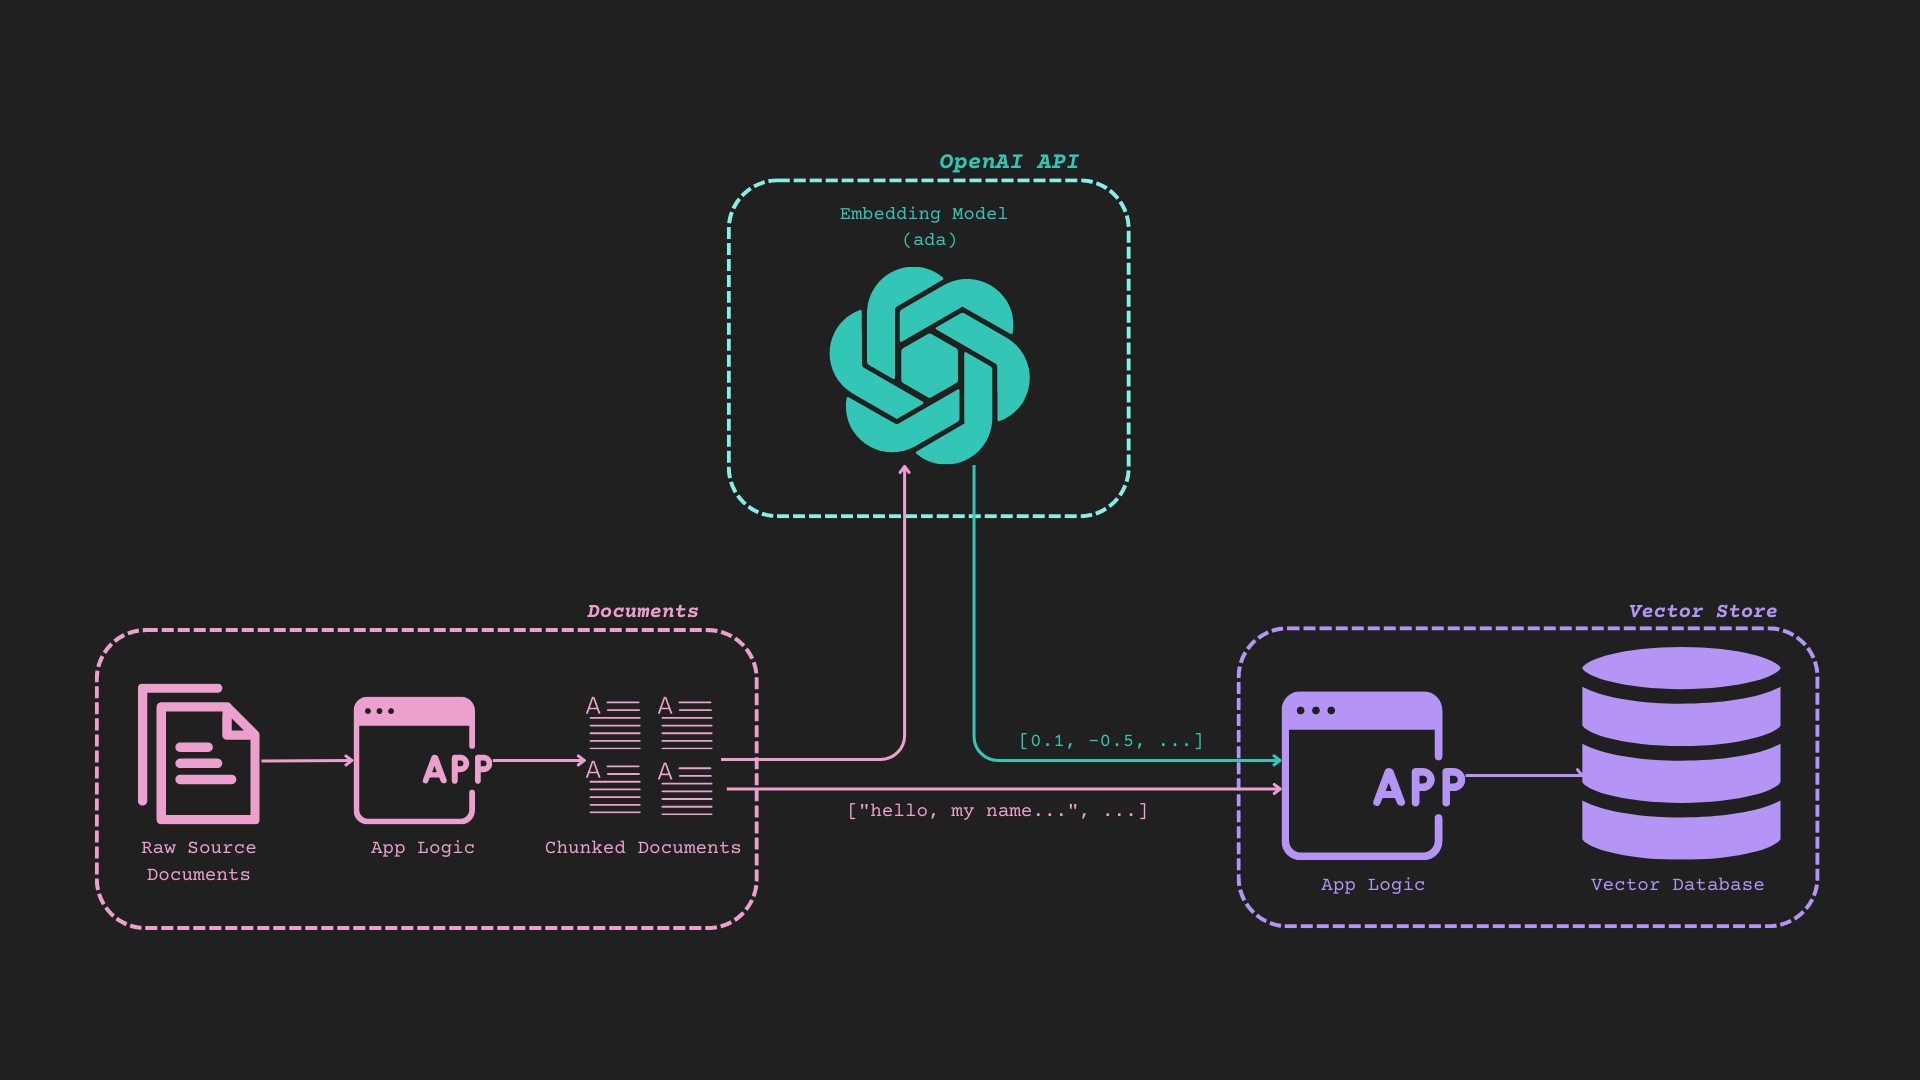 OpenAI API
Embedding Model
(ada)
Documents
A A
A A
APP
Raw Source
Documents
App Logic
Chunked Documents
[0.1, -0.5, ...]
["hello, my name...", ...]
Vector Store
APP
App Logic
Vector Database